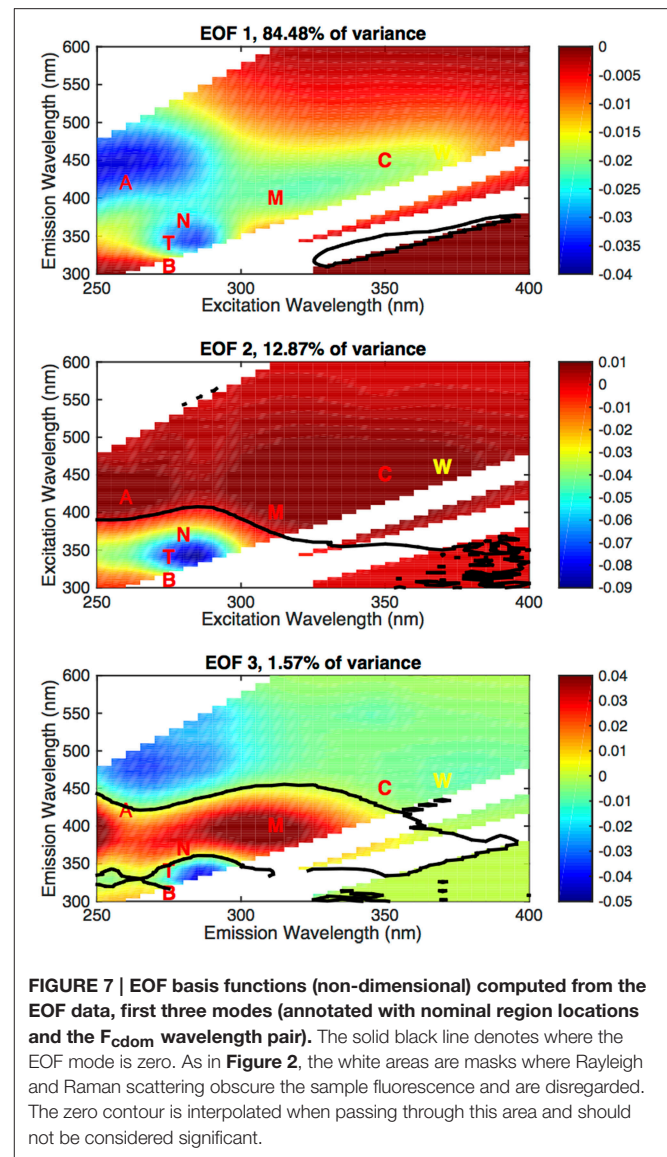 EOF 1, 84.48% of variance
600
550
500
450
400
350
300
Emission Wavelength (nm)
A
N
T
B
M
C
W
250
300
350
400
Excitation Wavelength (nm)
0
-0.005
-0.01
-0.015
-0.02
-0.025
-0.03
-0.035
-0.04
EOF 2, 12.87% of variance
600
550
500
450
400
350
300
Excitation Wavelength (nm)
A
N
T
B
M
C
W
250
300
350
400
Excitation Wavelength (nm)
0.01
0
-0.01
-0.02
-0.03
-0.04
-0.05
-0.06
-0.07
-0.08
-0.09
EOF 3, 1.57% of variance
600
550
500
450
400
350
300
Emission Wavelength (nm)
A
N
T
B
M
C
W
250
300
350
400
Emission Wavelength (nm)
0.04
0.03
0.02
0.01
0
-0.01
-0.02
-0.03
-0.04
-0.05
FIGURE 7 | EOF basis functions (non-dimensional) computed from the
EOF data, first three modes (annotated with nominal region locations
and the Fcdom wavelength pair). The solid black line denotes where the
EOF mode is zero. As in Figure 2, the white areas are masks where Rayleigh
and Raman scattering obscure the sample fluorescence and are disregarded.
The zero contour is interpolated when passing through this area and should
not be considered significant.